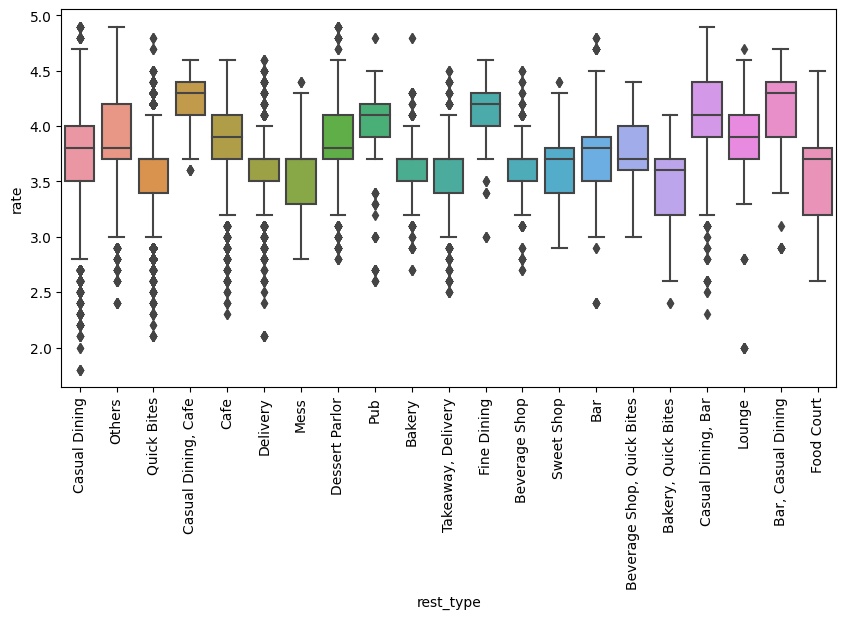 5.0
4.5
4.0
3.5
3.0
2.5
2.0
rate
Casual Dining
Others
Quick Bites
Casual Dining, Cafe
Cafe
Delivery
Mess
Dessert Parlor
Pub
Bakery
Takeaway, Delivery
Fine Dining
Beverage Shop
Sweet Shop
Bar
Beverage Shop, Quick Bites
Bakery, Quick Bites
Casual Dining, Bar
Lounge
Bar, Casual Dining
Food Court
rest_type